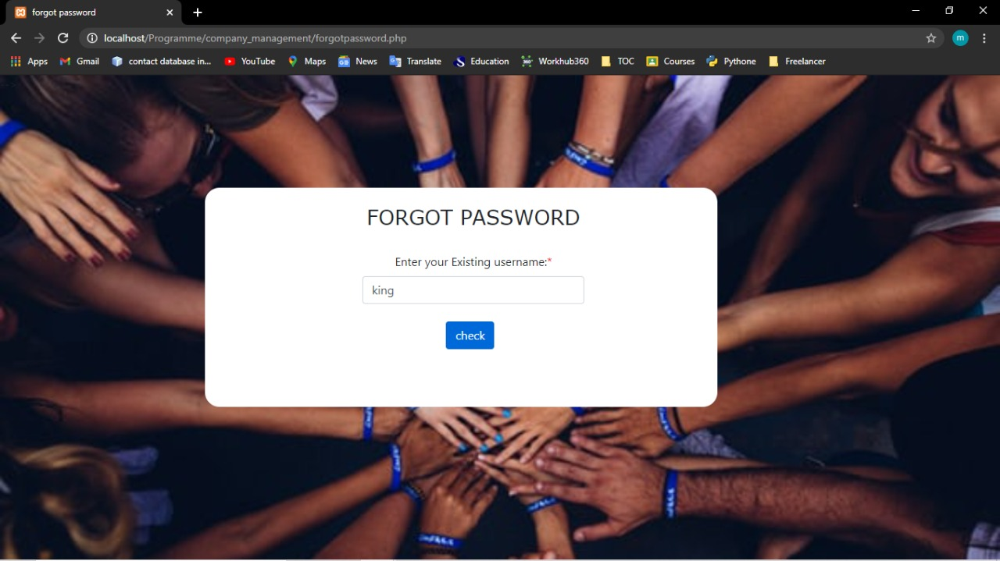 forgot password
localhost/Programme/company_management/forgotpassword.php
m
Apps Gmail contact database in... YouTube Maps News Translate Education Workhub360 TOC Courses Pythone Freelancer
FORGOT PASSWORD
Enter your Existing username:*
king
check